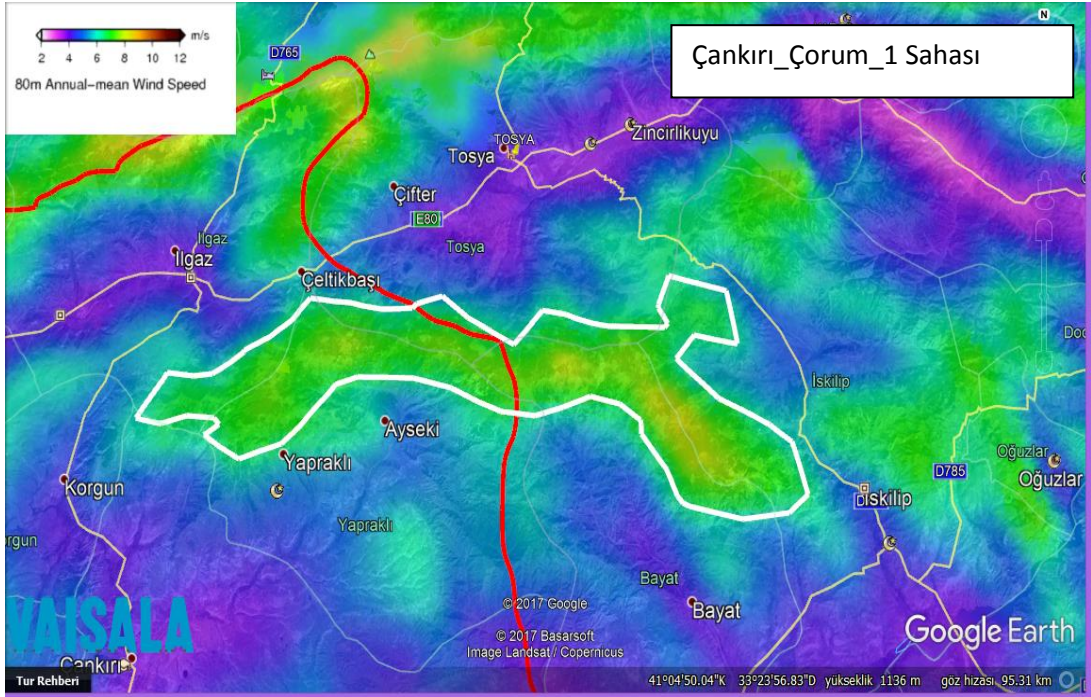 m/s
2 4 6 8 10 12
80m Annual-mean Wind Speed
Çankırı_Çorum_1 Sahası
N
D765
TOSYA
Tosya
Zincirlikuyu
Çifter
E80
Tosya
Ilgaz
Ilgaz
Çeltikbaşı
İskilip
Ayseki
Yapraklı
Korgun
Yapraklı
D785
Oğuzlar
Oğuzlar
İskilip
Bayat
Bayat
© 2017 Google
© 2017 Basarsoft
Image Landsat / Copernicus
Google Earth
VAISALA
Çankırı
Tur Rehberi
41°04'50.04"K 33°23'56.83"D yükseklik 1136 m göz hizası 95.31 km